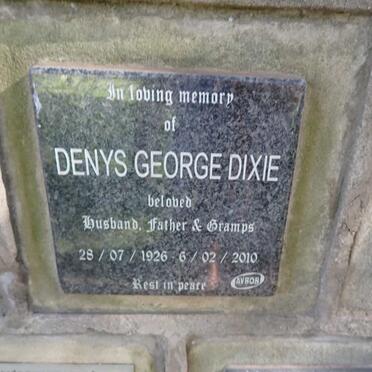 In loving memory
of
DENYS GEORGE DIXIE
beloved
Husband, Father & Gramps
28 / 07 / 1926 - 6 / 02 / 2010
Rest in peace
AVBOB